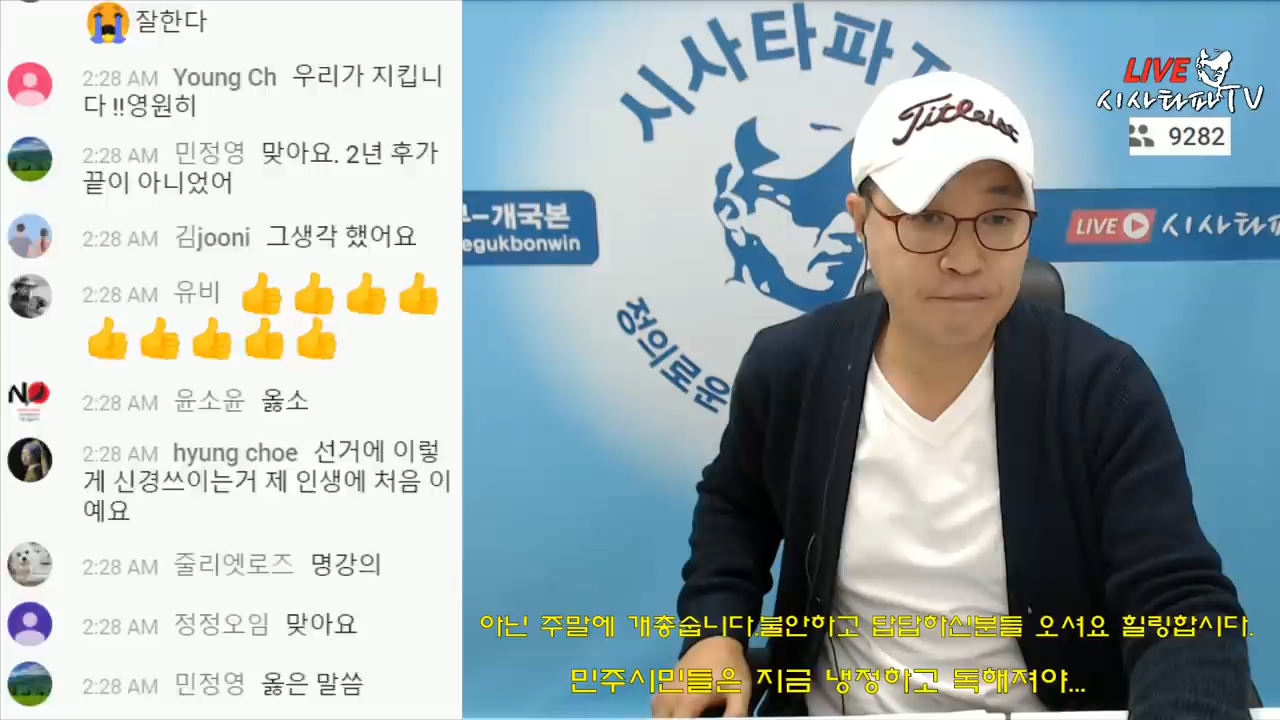 😭잘한다
2:28 AM Young Ch 우리가 지킵니
다 !!영원히
2:28 AM 민정영 맞아요. 2년 후가
끝이 아니었어
2:28 AM 김jooni 그생각 했어요
2:28 AM 유비 👍👍👍👍
👍👍👍👍👍
NO
2:28 AM 윤소윤 옳소
2:28 AM hyung choe 선거에 이렇
게 신경쓰이는거 제 인생에 처음 이
예요
2:28 AM 줄리엣로즈 명강의
2:28 AM 정정오임 맞아요
2:28 AM 민정영 옳은 말씀
시사타파
정의로운
-개국본
egukbonwin
Titleist
LIVE
시사타파TV
9282
LIVE 시사타파
아닌 주말에 개총습니다.불안하고 답답하신분들 오셔요 힐링합시다.
민주시민들은 지금 냉정하고 독해져야...